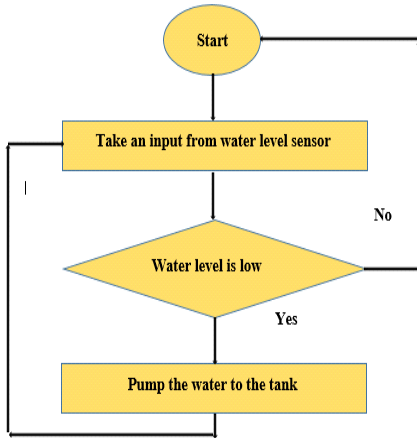 Start
Take an input from water level sensor
No
Water level is low
Yes
Pump the water to the tank